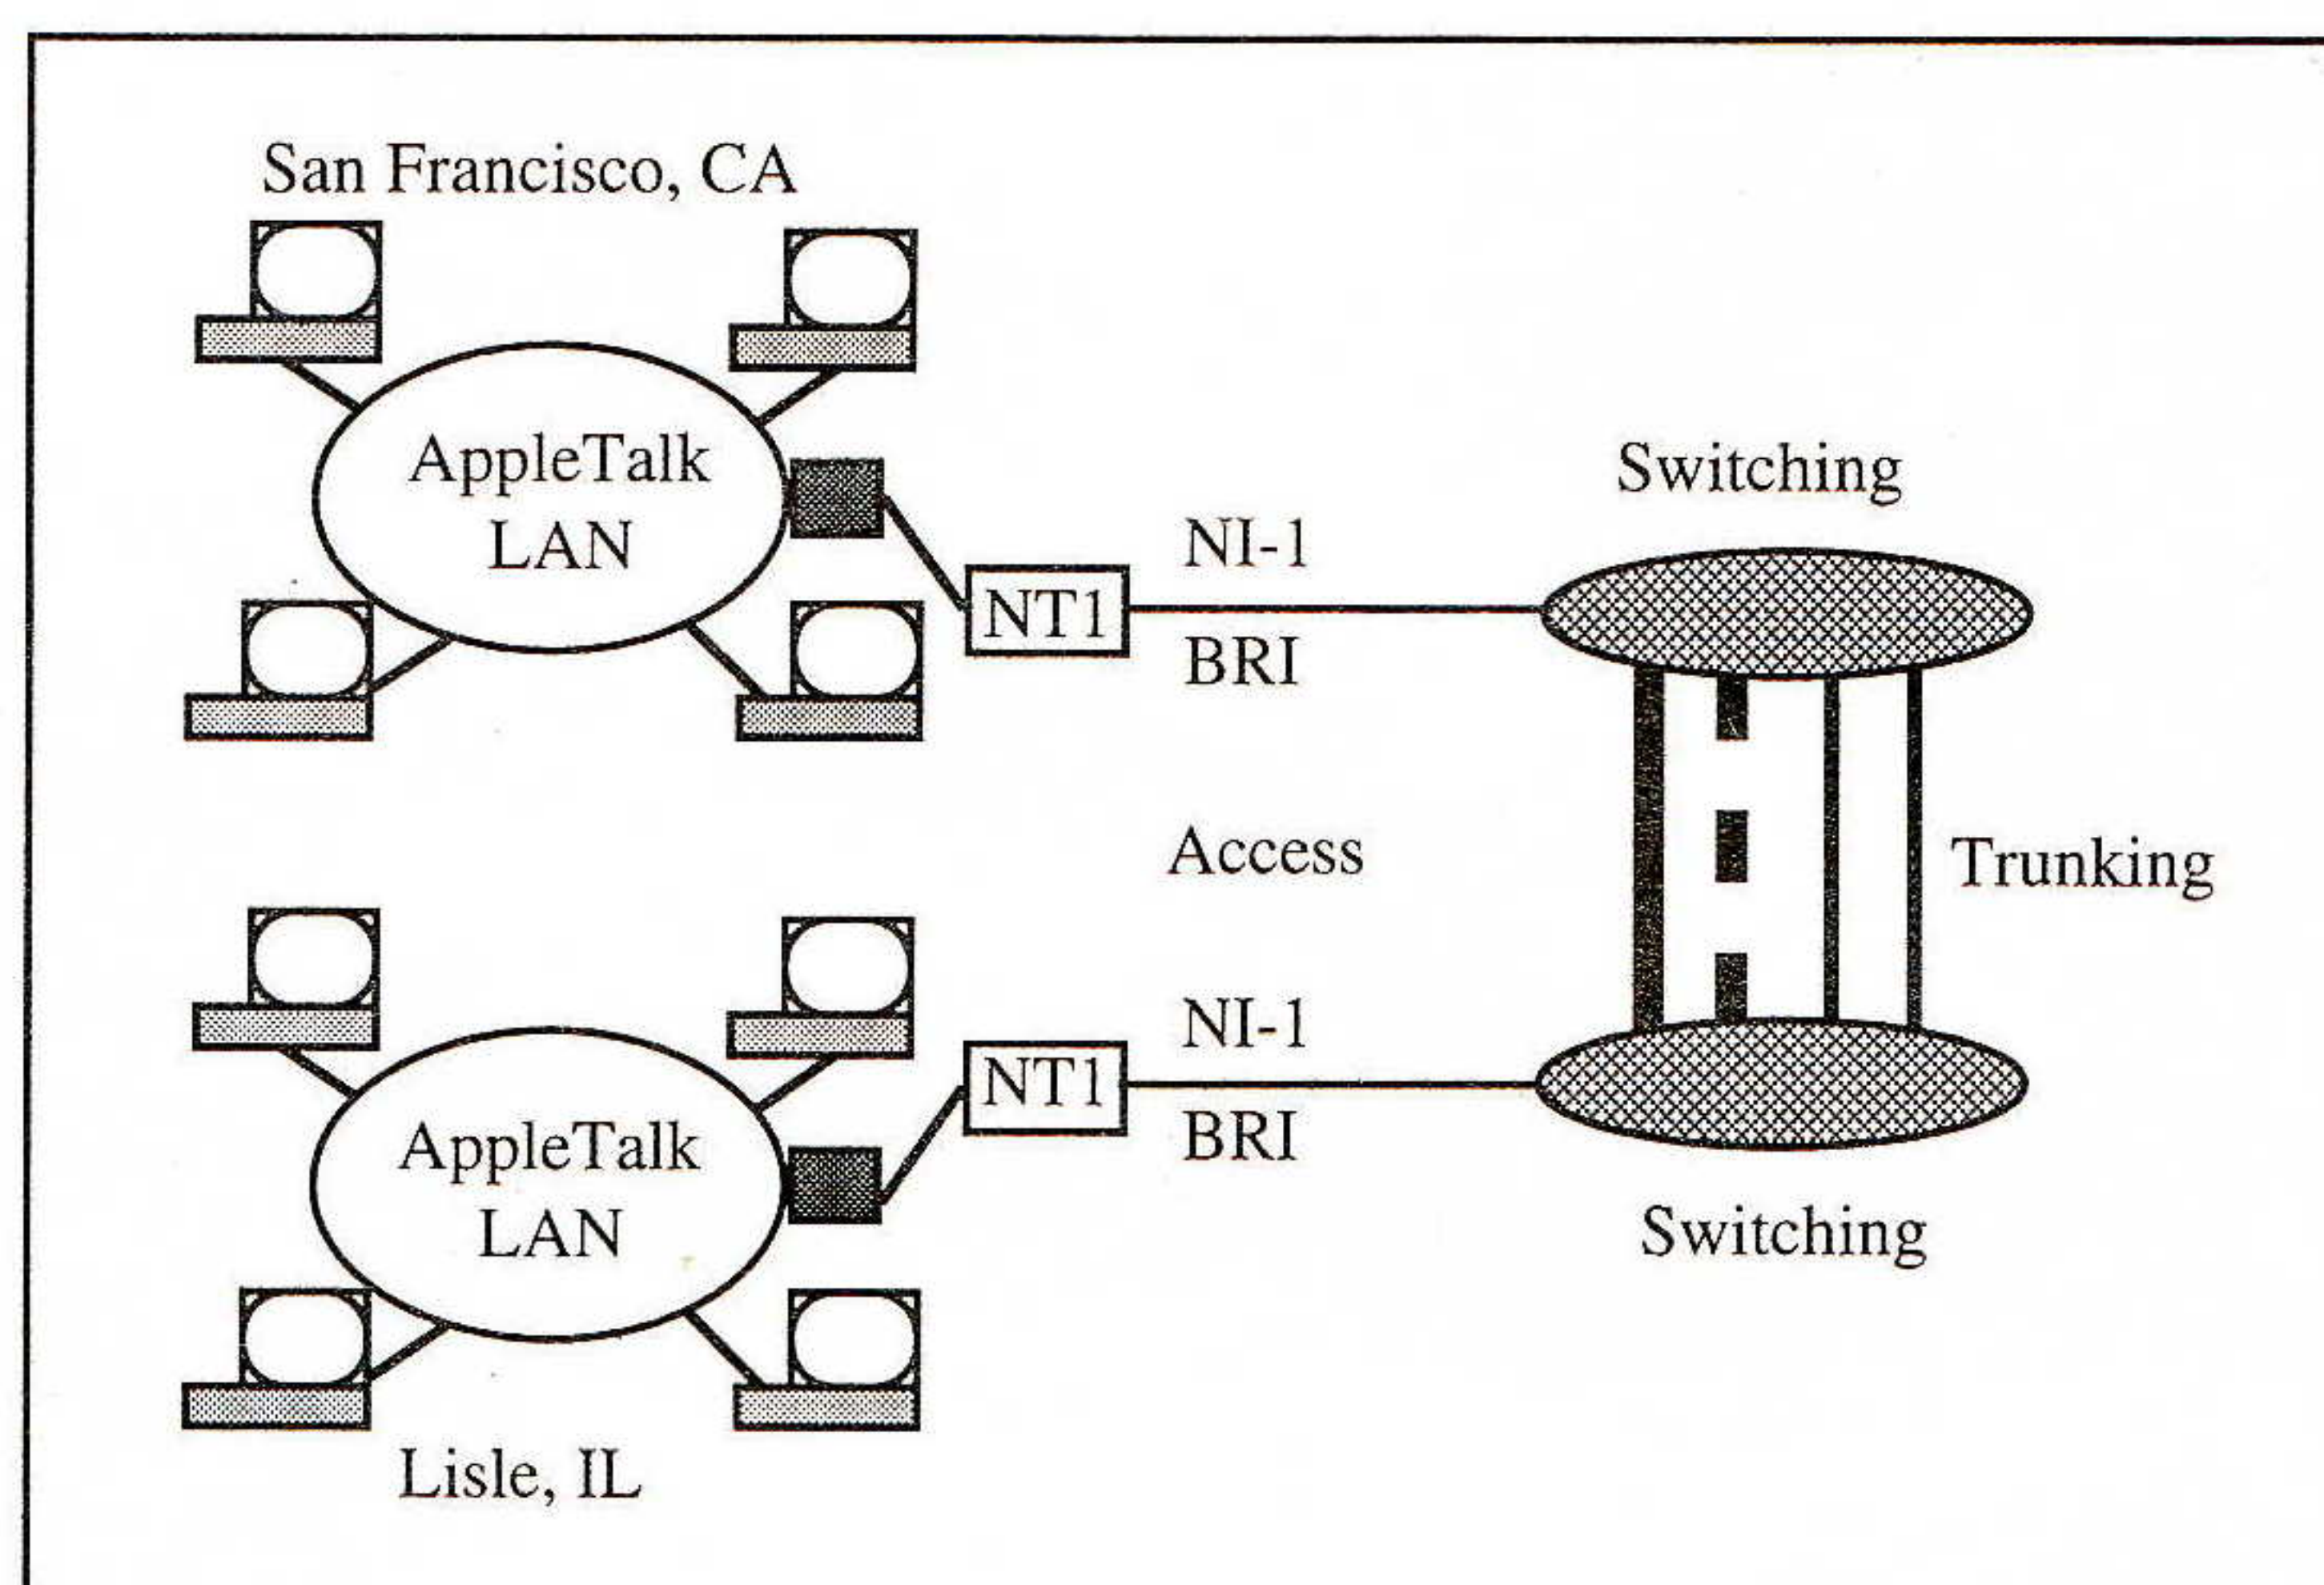 San Francisco, CA
AppleTalk
LAN
NT1
NI-1
BRI
Switching
Access
Trunking
AppleTalk
LAN
NT1
NI-1
BRI
Switching
Lisle, IL